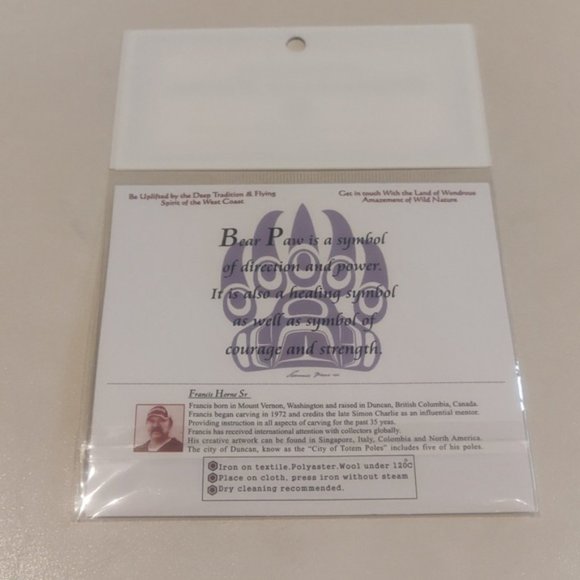 Be Uplifted by the Deep Tradition & Flying
Spirit of the West Coast
Get in touch With the Land of Wondrous
Amazement of Wild Nature
Bear Paw is a symbol
of direction and power.
It is also a healing symbol
as well as symbol of
courage and strength.
Francis Horne Sr
Francis born in Mount Vernon, Washington and raised in Duncan, British Colombia, Canada.
Francis began carving in 1972 and credits the late Simon Charlie as an influential mentor.
Providing instruction in all aspects of carving for the past 35 years.
Francis has received international attention with collectors globally.
His creative artwork can be found in Singapors, Italy, Colombia and North America.
The city of Duncan, know as the "City of Totem Poles" includes five of his poles.
Iron on textile.Polyaster.Wool under 120°C
Place on cloth, press iron without steam
Dry cleaning recommended.